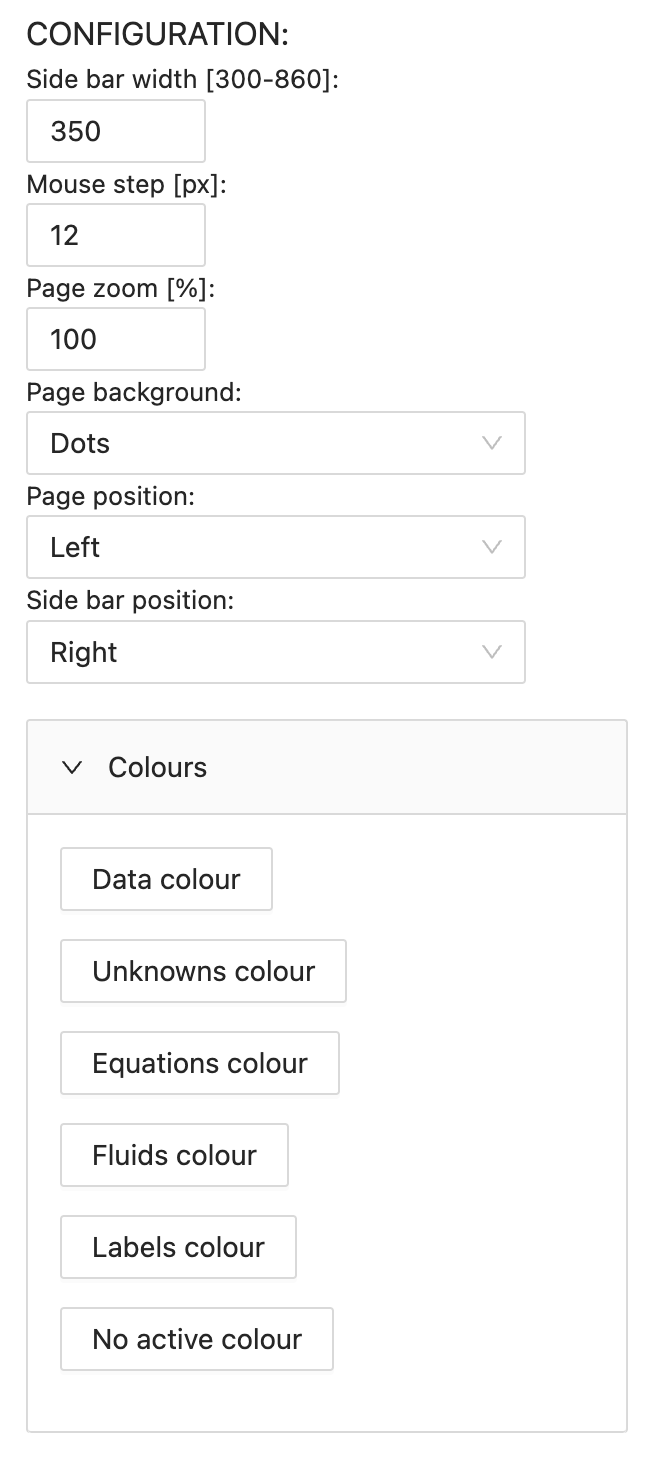 CONFIGURATION:
Side bar width [300-860]:
350
Mouse step [px]:
12
Page zoom [%]:
100
Page background:
Dots
Page position:
Left
Side bar position:
Right
Colours
Data colour
Unknowns colour
Equations colour
Fluids colour
Labels colour
No active colour